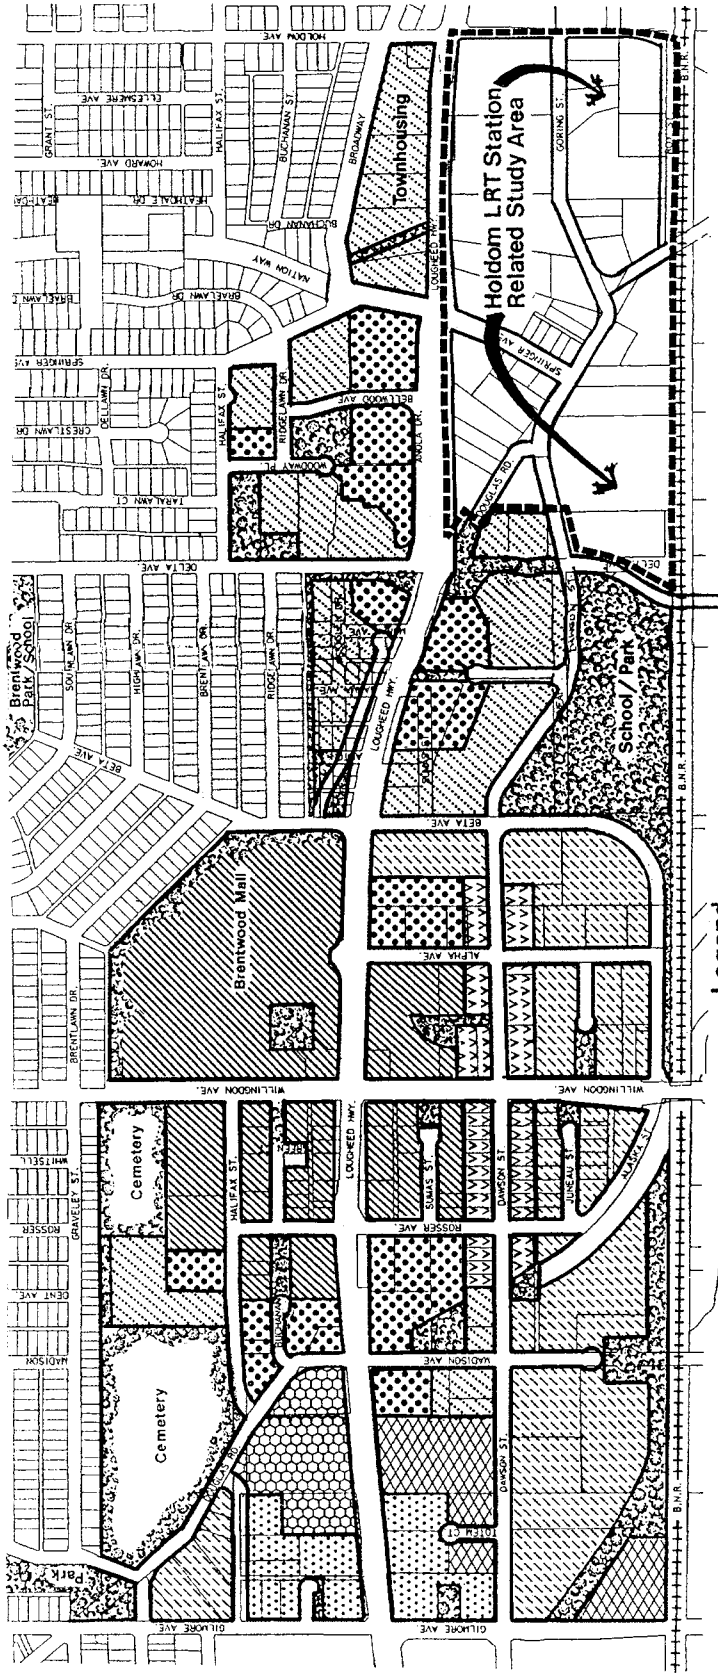 HOLDOM AVE
ELLESMERE AVE
GRANT ST.
HALIFAX ST.
BUCHANAN ST.
BROADWAY
HOWARD AVE.
HEATHDALE DR
BUCHANAN DR
NATION WAY
BRAELAWN DR
BRAELAWN DR
SPRINGER AVE
DELLAWN DR.
CRESTLAWN DR
TARALAWN CT
HALIFAX ST.
RIDGELAWN DR
BELLWOOD AVE
WOODWAY PL
ANOLA DR.
DELTA AVE
Townhousing
LOUGHEED HWY.
Holdom LRT Station
Related Study Area
GORING ST.
B.N.R.
SPRINGER AVE
DOUGLAS RD
Brentwood
Park / School
SOUTHLAWN DR
HIGHLAWN DR.
BRENTLAWN DR.
RIDGELAWN DR
BETA AVE
LOUGHEED HWY.
School / Park
B.N.R.
BETA AVE.
Brentwood Mall
ALPHA AVE.
BRENTLAWN DR.
WILLINGDON AVE.
WILLINGDON AVE.
Legend
WHITSELL
ROSSER
MADISON
GRAVELEY ST.
Cemetery
HALIFAX ST.
LOUGHEED HWY.
SUMAS ST.
DAWSON ST
JUNEAU ST
ALASKA ST
ROSSER AVE.
BUCHANAN
MADISON AVE
Cemetery
DOUGLAS RD
DAWSON ST.
TOTEM CT
B.N.R.
Park
GILMORE AVE.
GILMORE AVE.